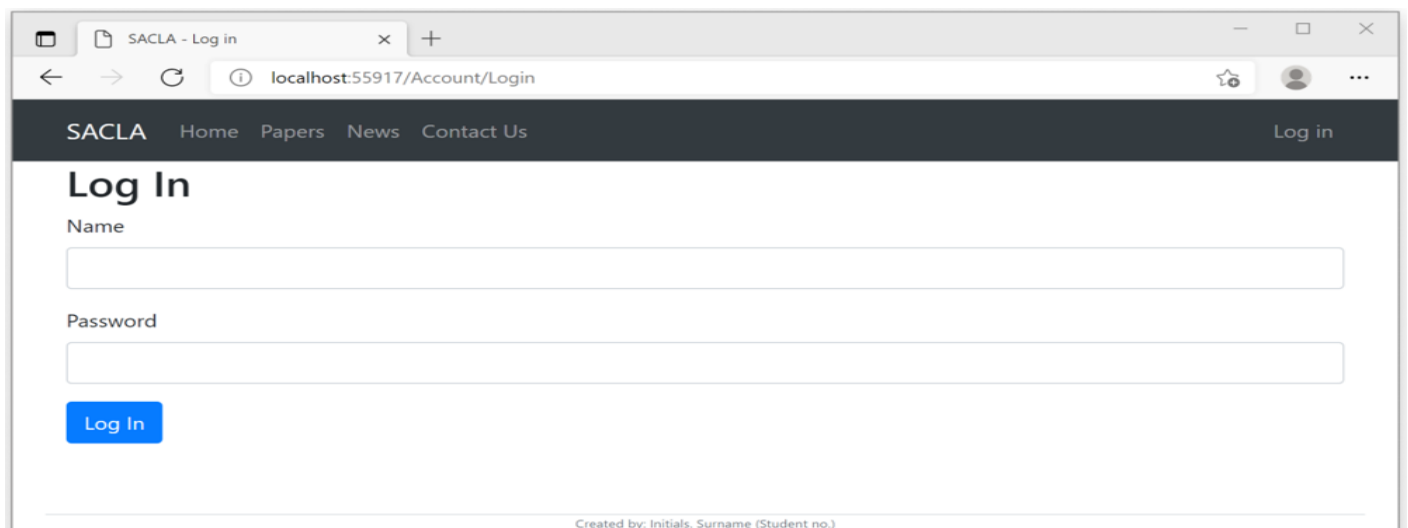 SACLA - Log in
localhost:55917/Account/Login
SACLA Home Papers News Contact Us Log in
Log In
Name
Password
Log In
Created by: Initials. Surname (Student no.)